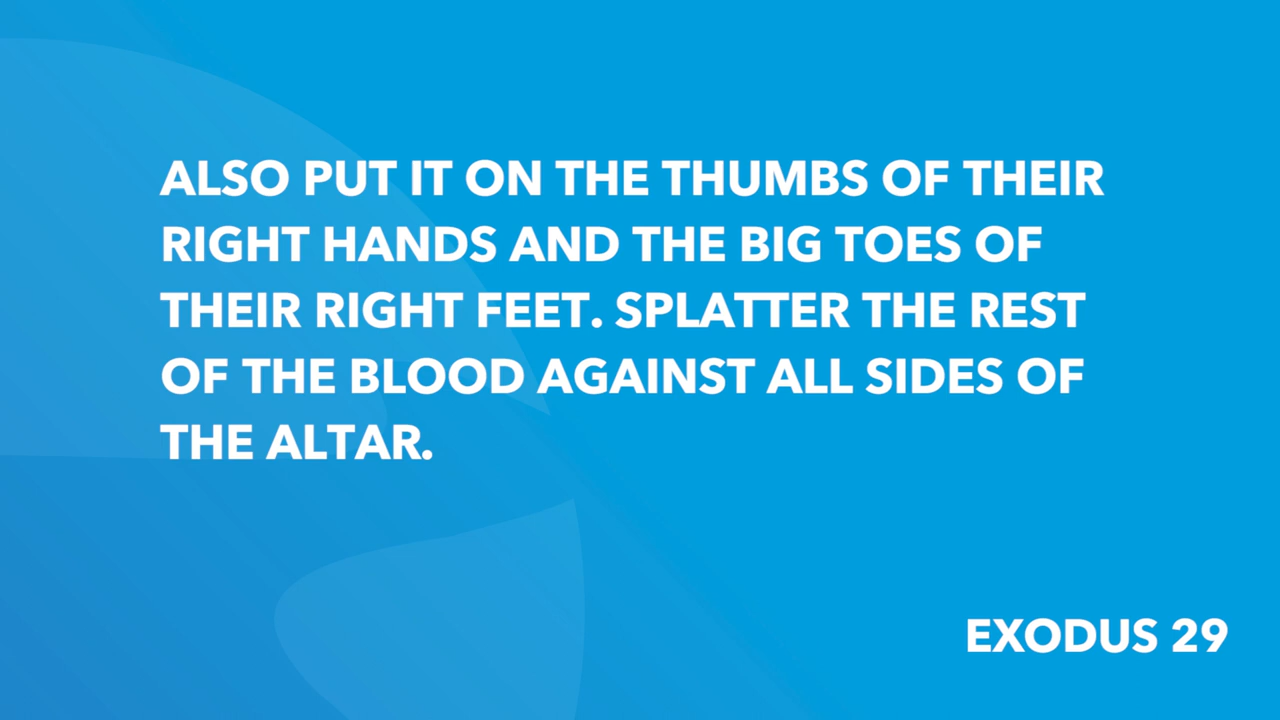 ALSO PUT IT ON THE THUMBS OF THEIR
RIGHT HANDS AND THE BIG TOES OF
THEIR RIGHT FEET. SPLATTER THE REST
OF THE BLOOD AGAINST ALL SIDES OF
THE ALTAR.
EXODUS 29